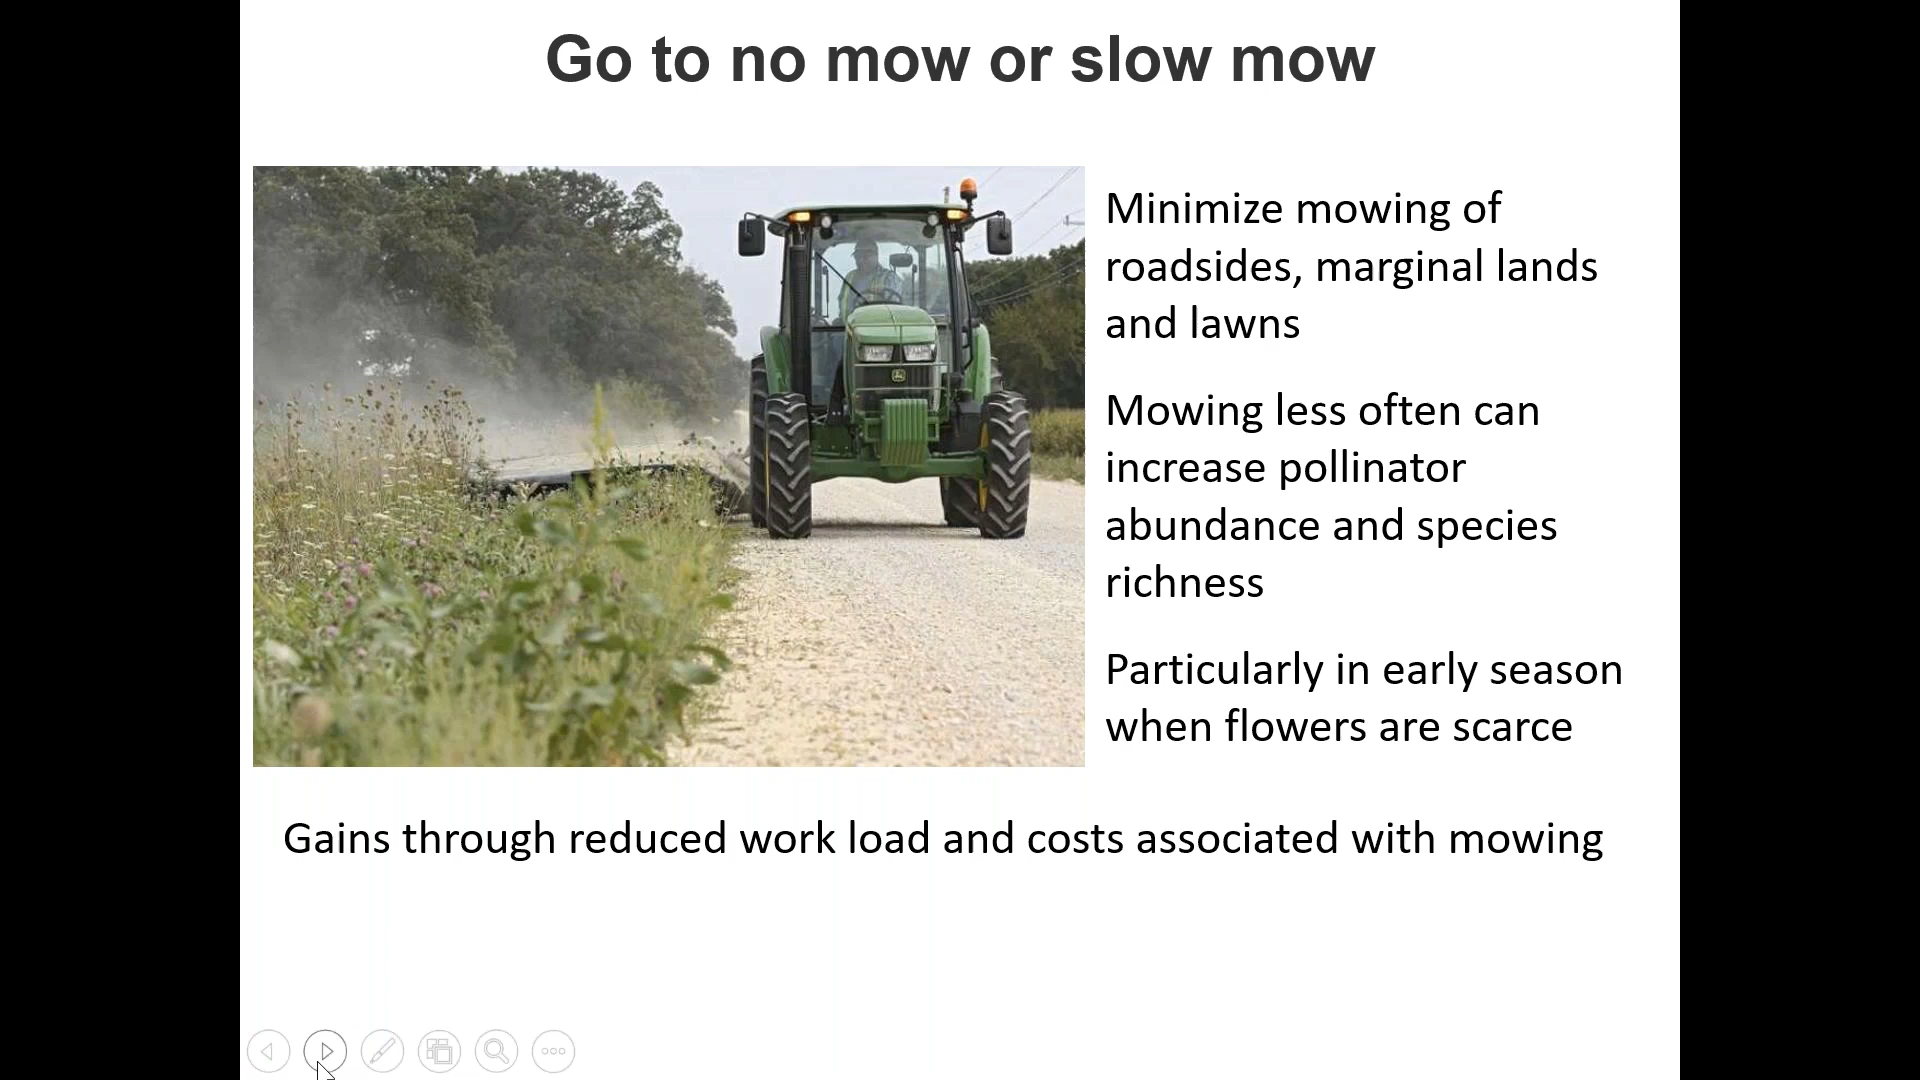 Go to no mow or slow mow
Minimize mowing of
roadsides, marginal lands
and lawns
Mowing less often can
increase pollinator
abundance and species
richness
Particularly in early season
when flowers are scarce
Gains through reduced work load and costs associated with mowing